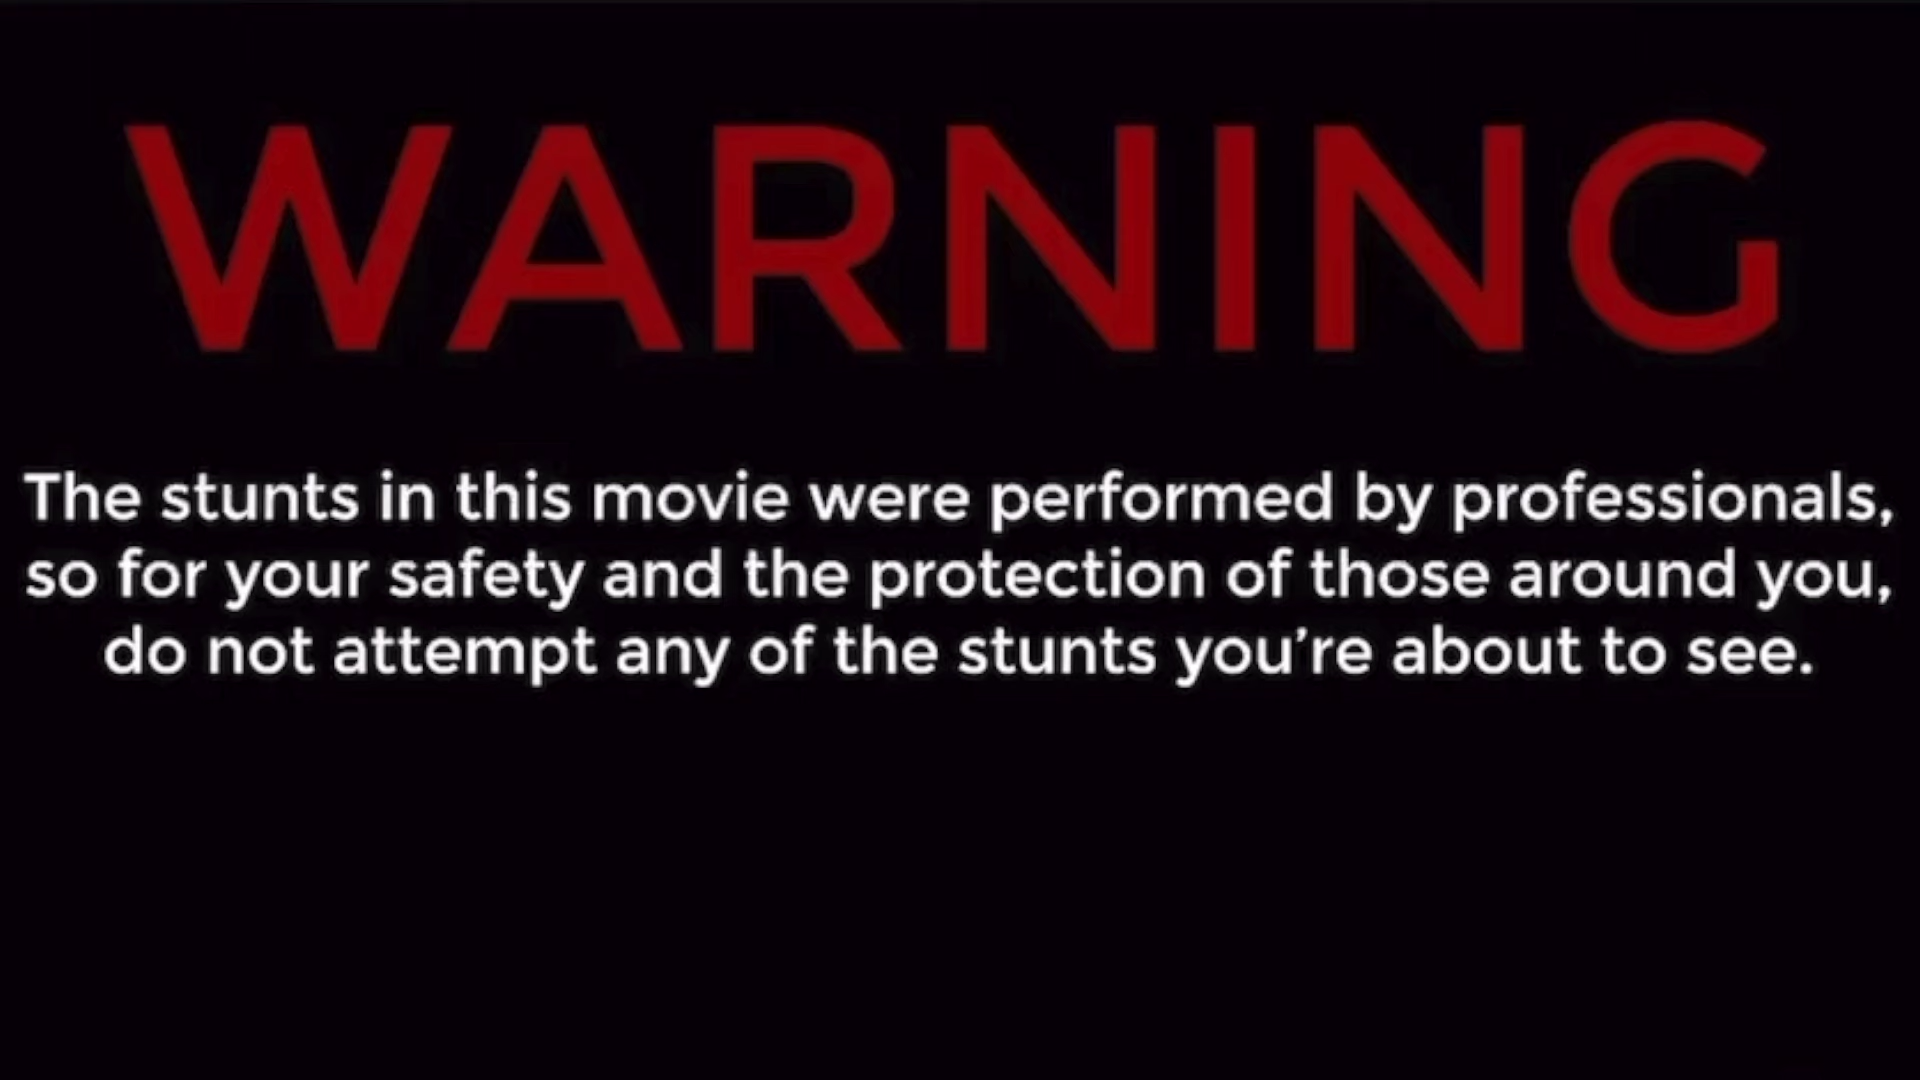 WARNING
The stunts in this movie were performed by professionals,
so for your safety and the protection of those around you,
do not attempt any of the stunts you’re about to see.